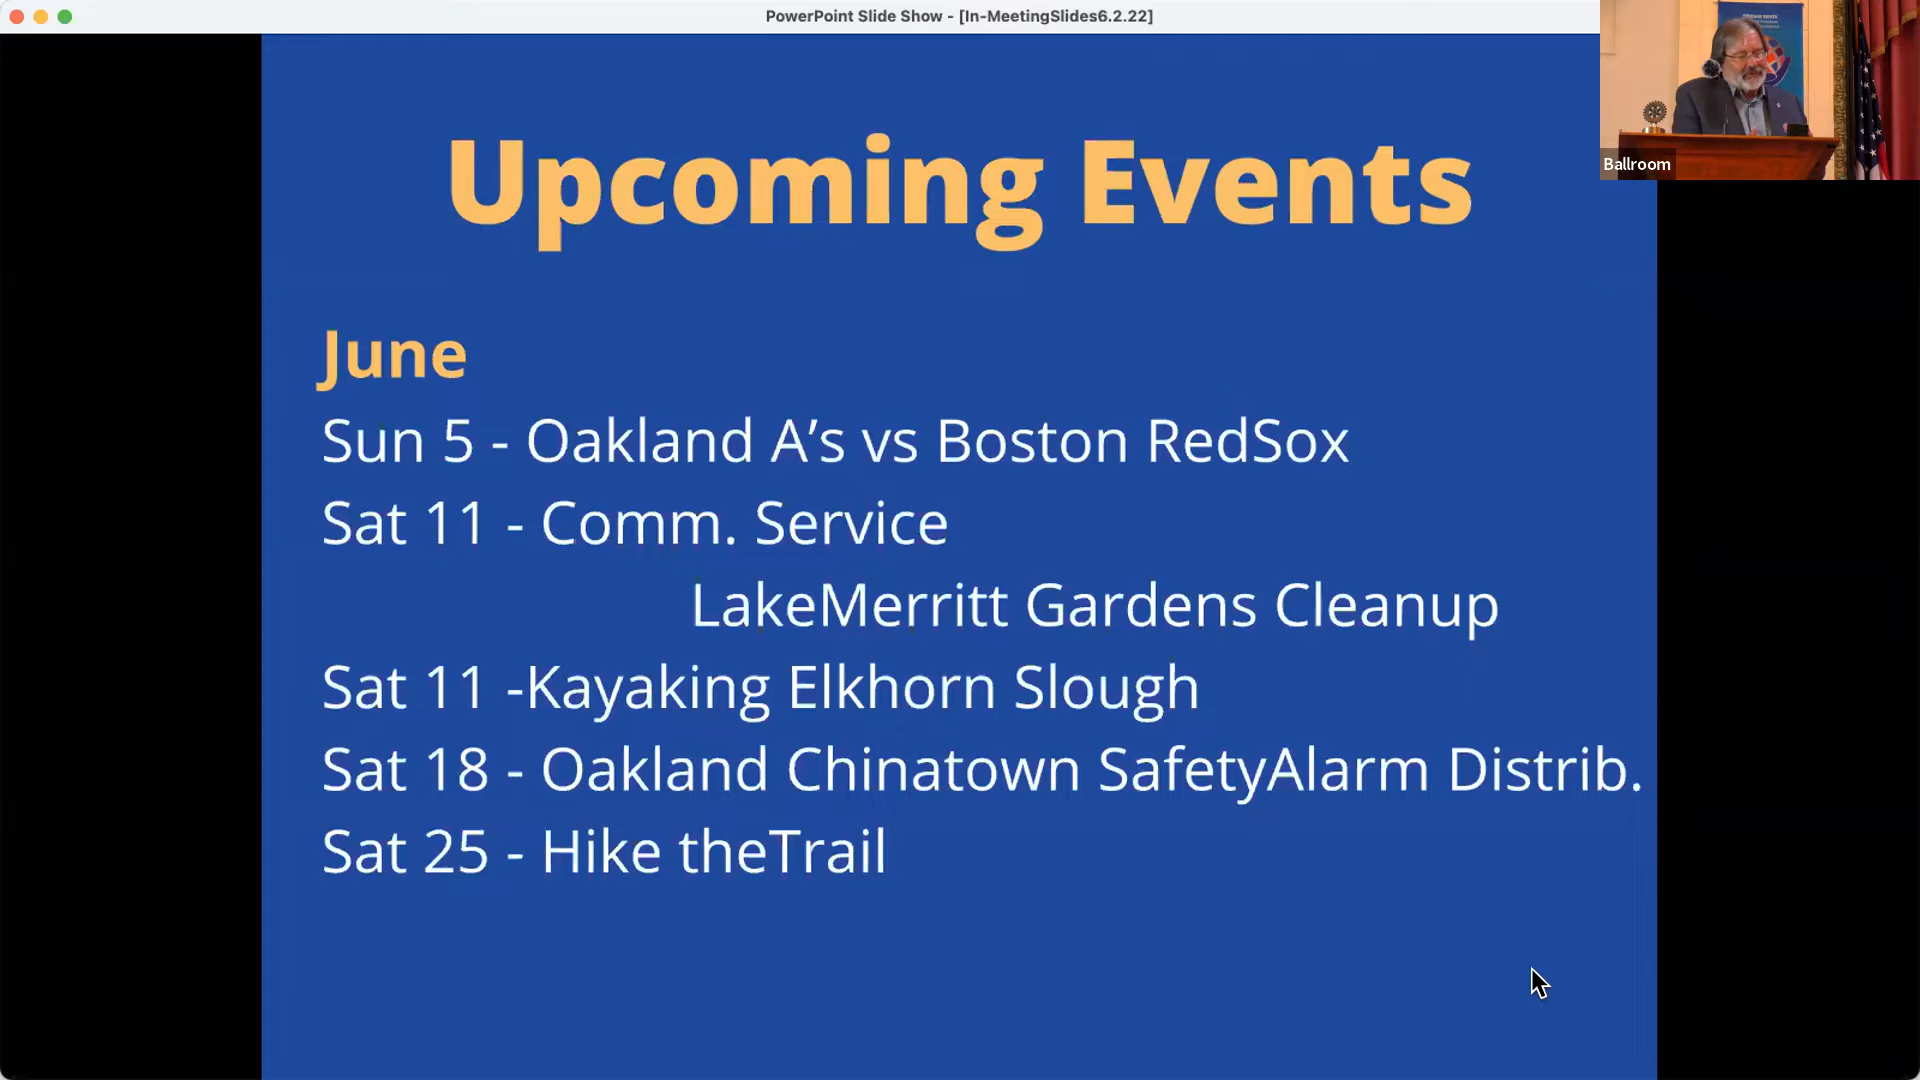 PowerPoint Slide Show - [In-MeetingSlides6.2.22]
Ballroom
Upcoming Events
June
Sun 5 - Oakland A’s vs Boston RedSox
Sat 11 - Comm. Service
LakeMerritt Gardens Cleanup
Sat 11 -Kayaking Elkhorn Slough
Sat 18 - Oakland Chinatown SafetyAlarm Distrib.
Sat 25 - Hike theTrail